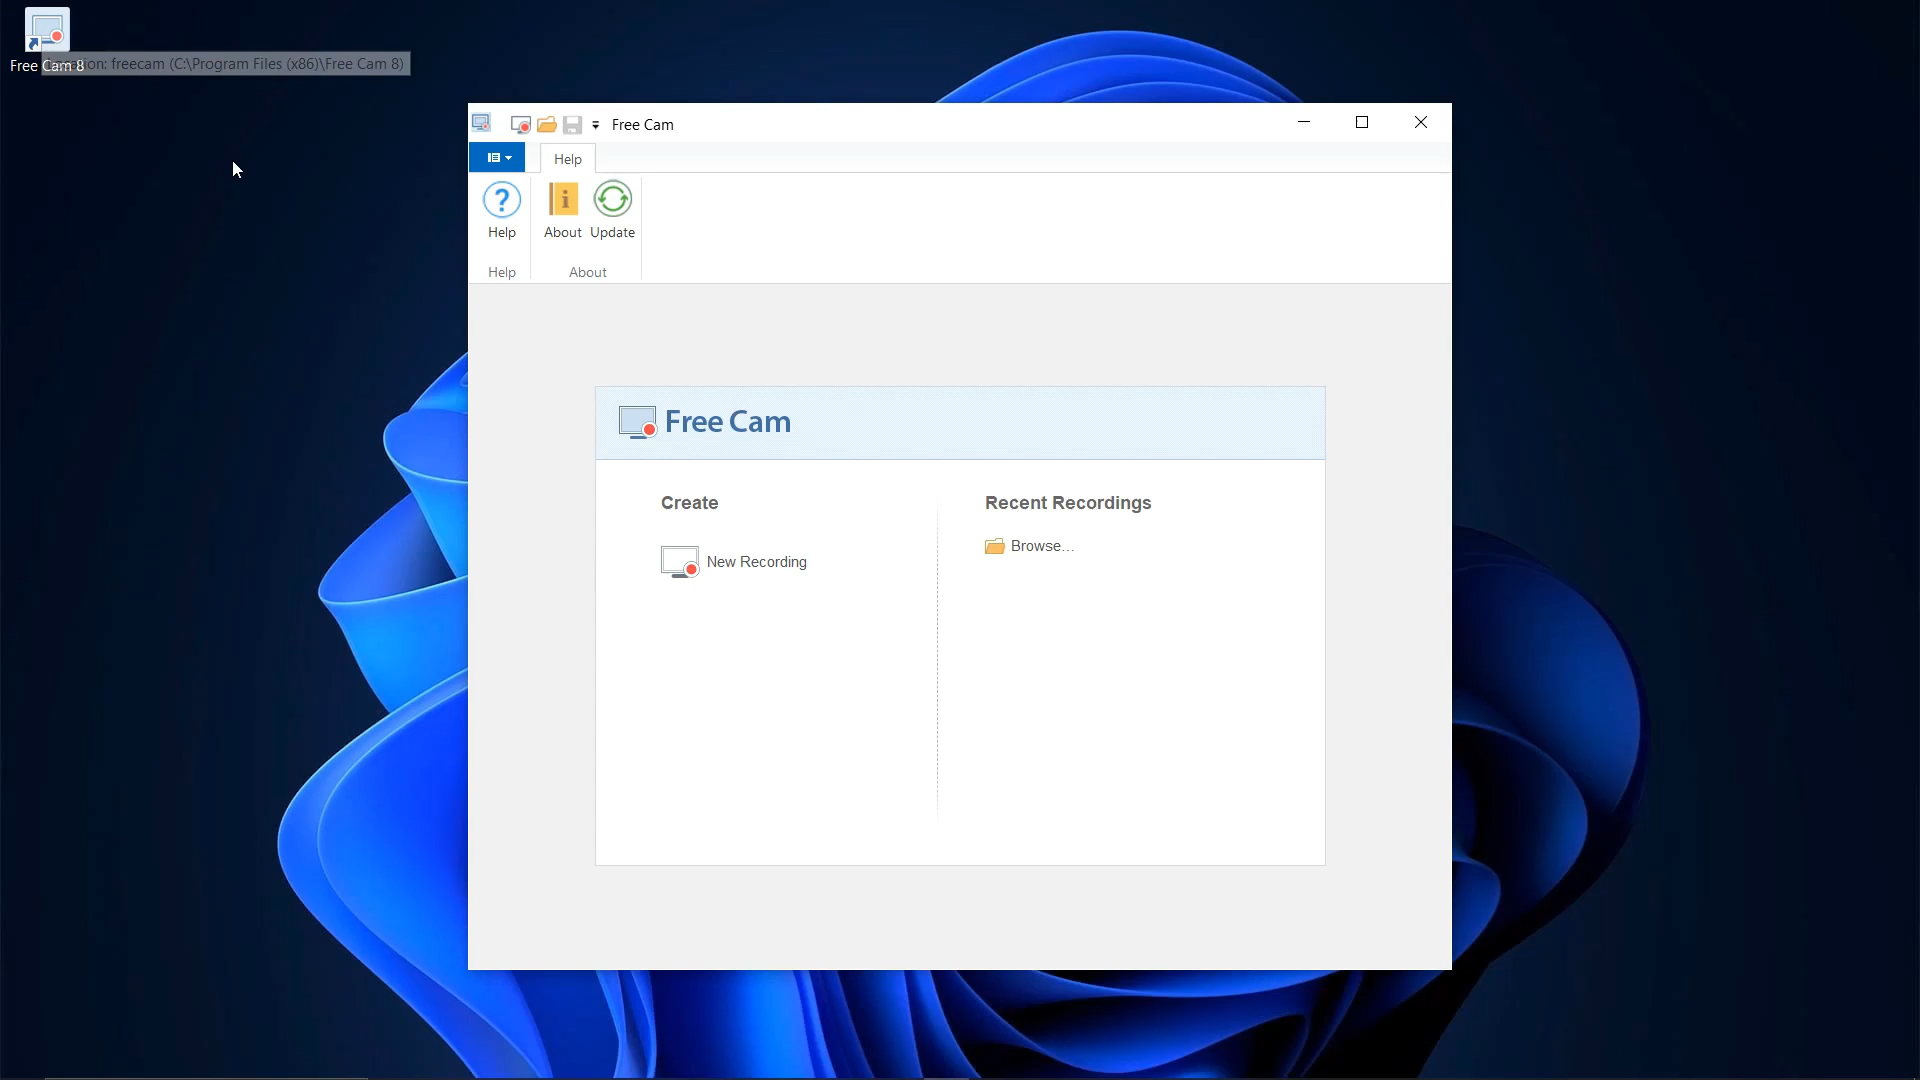 Free Cam 8
ion: freecam (C:\Program Files (x86)\Free Cam 8)
Free Cam
Help
Help
About
Update
Help
About
Free Cam
Create
Recent Recordings
New Recording
Browse...